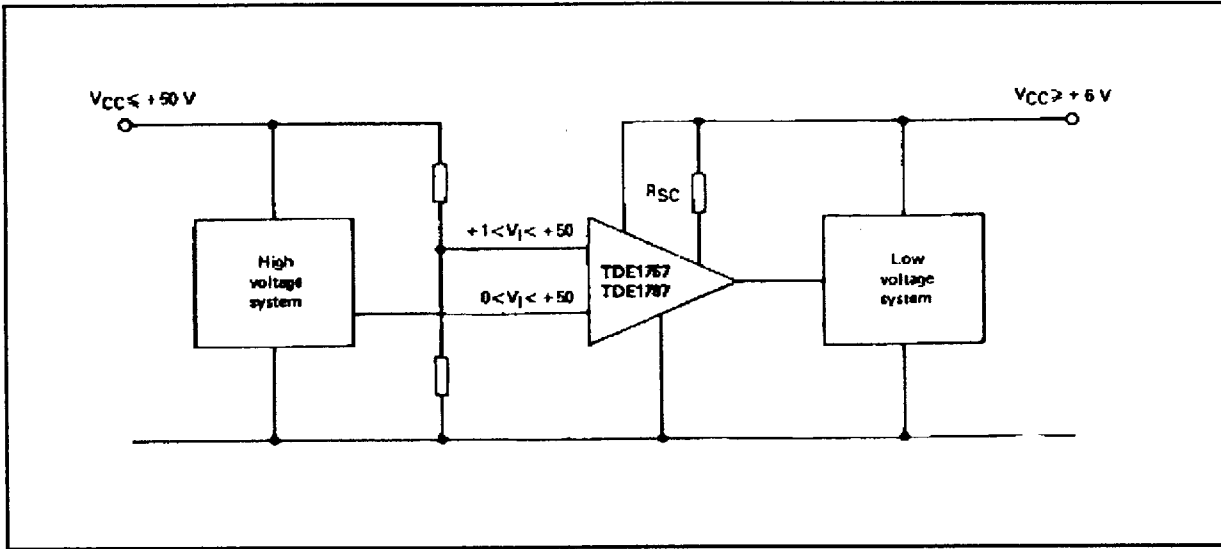 VCC ≤ +50 V
VCC ≥ + 6 V
RSC
+1 < VI < +50
High
voltage
system
TDE1767
TDE1787
Low
voltage
system
0 < VI < +50